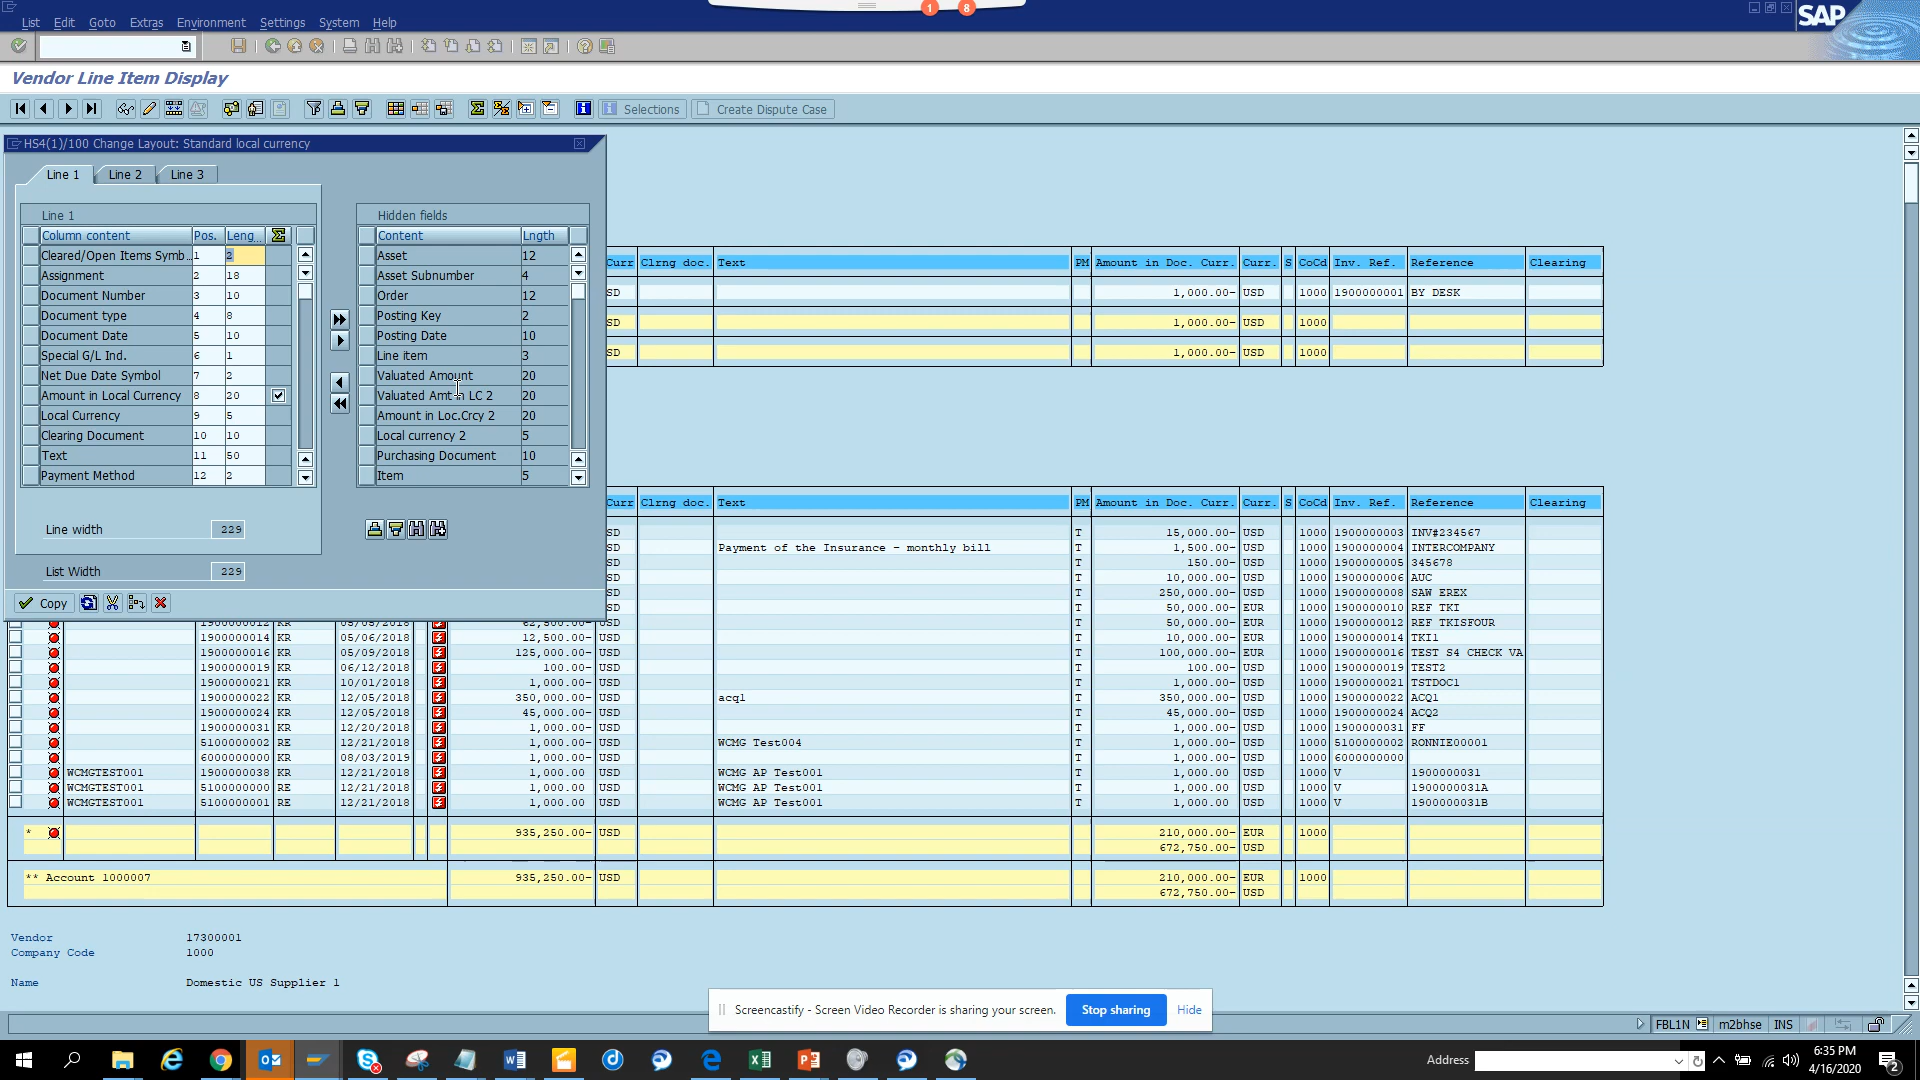 1 8
List Edit Goto Extras Environment Settings System Help
SAP
Vendor Line Item Display
Selections Create Dispute Case
HS4(1)/100 Change Layout: Standard local currency
Line 1 Line 2 Line 3
Line 1
Column content Pos. Leng...
Cleared/Open Items Symb... 1 2
Assignment 2 18
Document Number 3 10
Document type 4 8
Document Date 5 10
Special G/L Ind. 6 1
Net Due Date Symbol 7 2
Amount in Local Currency 8 20
Local Currency 9 5
Clearing Document 10 10
Text 11 50
Payment Method 12 2
Line width 229
List Width 229
Copy
Hidden fields
Content Lngth
Asset 12
Asset Subnumber 4
Order 12
Posting Key 2
Posting Date 10
Line item 3
Valuated Amount 20
Valuated Amt in LC 2 20
Amount in Loc.Crcy 2 20
Local currency 2 5
Purchasing Document 10
Item 5
Curr Clrng doc. Text PM Amount in Doc. Curr. Curr. S CoCd Inv. Ref. Reference Clearing
SD 1,000.00- USD 1000 1900000001 BY DESK
SD 1,000.00- USD 1000
SD 1,000.00- USD 1000
Curr Clrng doc. Text PM Amount in Doc. Curr. Curr. S CoCd Inv. Ref. Reference Clearing
SD T 15,000.00- USD 1000 1900000003 INV#234567
SD Payment of the Insurance - monthly bill T 1,500.00- USD 1000 1900000004 INTERCOMPANY
SD T 150.00- USD 1000 1900000005 345678
SD T 10,000.00- USD 1000 1900000006 AUC
SD T 250,000.00- USD 1000 1900000008 SAW EREX
SD T 50,000.00- EUR 1000 1900000010 REF TKI
1900000012 KR 05/05/2018 62,500.00- USD T 50,000.00- EUR 1000 1900000012 REF TKISFOUR
1900000014 KR 05/06/2018 12,500.00- USD T 10,000.00- EUR 1000 1900000014 TKI1
1900000016 KR 05/09/2018 125,000.00- USD T 100,000.00- EUR 1000 1900000016 TEST S4 CHECK VA
1900000019 KR 06/12/2018 100.00- USD T 100.00- USD 1000 1900000019 TEST2
1900000021 KR 10/01/2018 1,000.00- USD T 1,000.00- USD 1000 1900000021 TSTDOC1
1900000022 KR 12/05/2018 350,000.00- USD acq1 T 350,000.00- USD 1000 1900000022 ACQ1
1900000024 KR 12/05/2018 45,000.00- USD T 45,000.00- USD 1000 1900000024 ACQ2
1900000031 KR 12/20/2018 1,000.00- USD T 1,000.00- USD 1000 1900000031 FF
5100000002 RE 12/21/2018 1,000.00- USD WCMG Test004 T 1,000.00- USD 1000 5100000002 RONNIE00001
6000000000 KR 08/03/2019 1,000.00- USD T 1,000.00- USD 1000 6000000000
WCMGTEST001 1900000038 KR 12/21/2018 1,000.00 USD WCMG AP Test001 T 1,000.00 USD 1000 V 1900000031
WCMGTEST001 5100000000 RE 12/21/2018 1,000.00 USD WCMG AP Test001 T 1,000.00 USD 1000 V 1900000031A
WCMGTEST001 5100000001 RE 12/21/2018 1,000.00 USD WCMG AP Test001 T 1,000.00 USD 1000 V 1900000031B
* 935,250.00- USD 210,000.00- EUR 1000
672,750.00- USD
** Account 1000007 935,250.00- USD 210,000.00- EUR 1000
672,750.00- USD
Vendor 17300001
Company Code 1000
Name Domestic US Supplier 1
Screencastify - Screen Video Recorder is sharing your screen. Stop sharing Hide
FBL1N m2bhse INS
Address
6:35 PM
4/16/2020
2